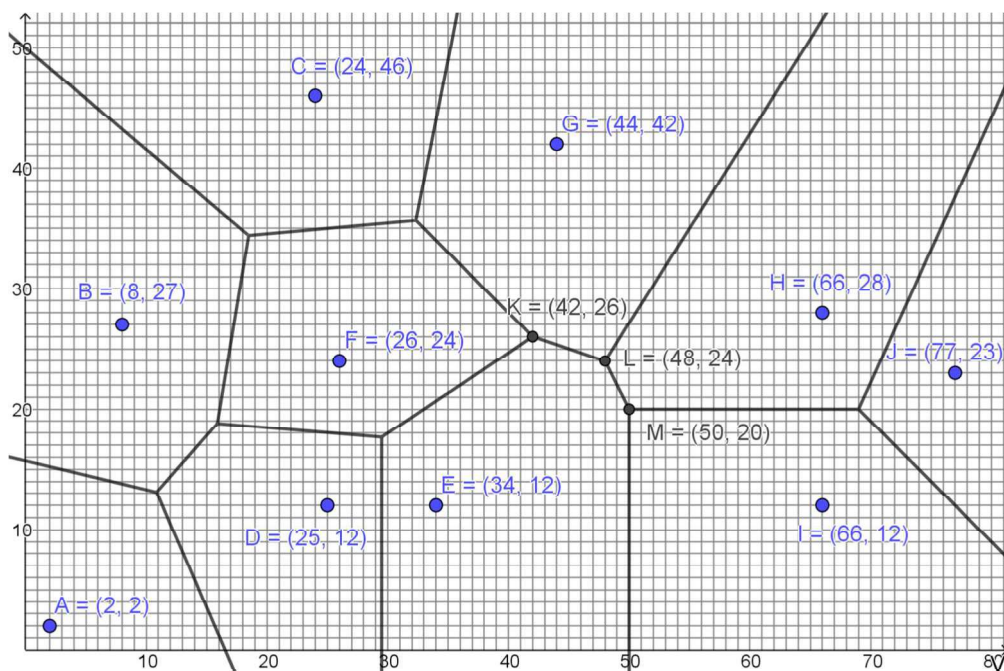 50
C = (24, 46)
G = (44, 42)
40
30
B = (8, 27)
H = (66, 28)
K = (42, 26)
F = (26, 24)
L = (48, 24)
J = (77, 23)
20
M = (50, 20)
E = (34, 12)
10
D = (25, 12)
I = (66, 12)
A = (2, 2)
10 20 30 40 50 60 70